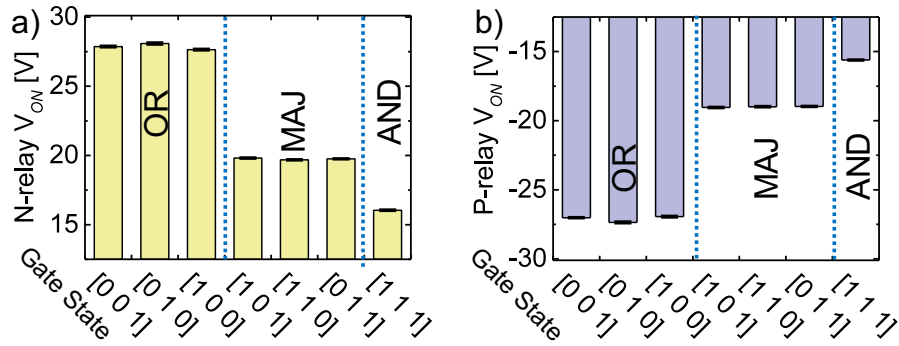 a)
N-relay V_ON [V]
30
25
20
15
OR
MAJ
AND
Gate State
[0 0 1]
[0 1 0]
[1 0 0]
[1 0 1]
[1 1 0]
[0 1 1]
[1 1 1]
b)
P-relay V_ON [V]
-15
-20
-25
-30
OR
MAJ
AND
Gate State
[0 0 1]
[0 1 0]
[1 0 0]
[1 0 1]
[1 1 0]
[0 1 1]
[1 1 1]